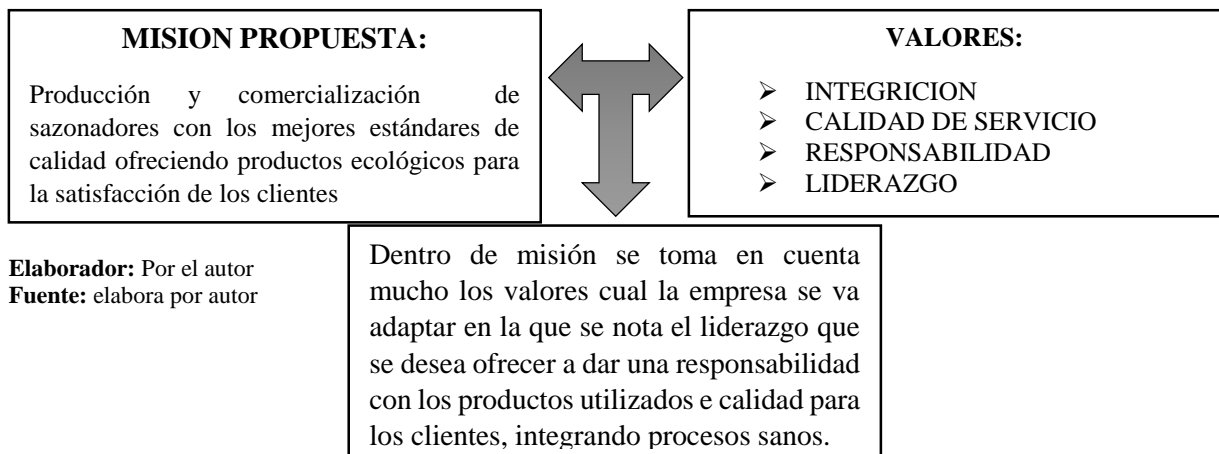 MISION PROPUESTA:
Producción y comercialización de
sazonadores con los mejores estándares de
calidad ofreciendo productos ecológicos para
la satisfacción de los clientes
VALORES:
➢ INTEGRICION
➢ CALIDAD DE SERVICIO
➢ RESPONSABILIDAD
➢ LIDERAZGO
Elaborador: Por el autor
Fuente: elabora por autor
Dentro de misión se toma en cuenta
mucho los valores cual la empresa se va
adaptar en la que se nota el liderazgo que
se desea ofrecer a dar una responsabilidad
con los productos utilizados e calidad para
los clientes, integrando procesos sanos.